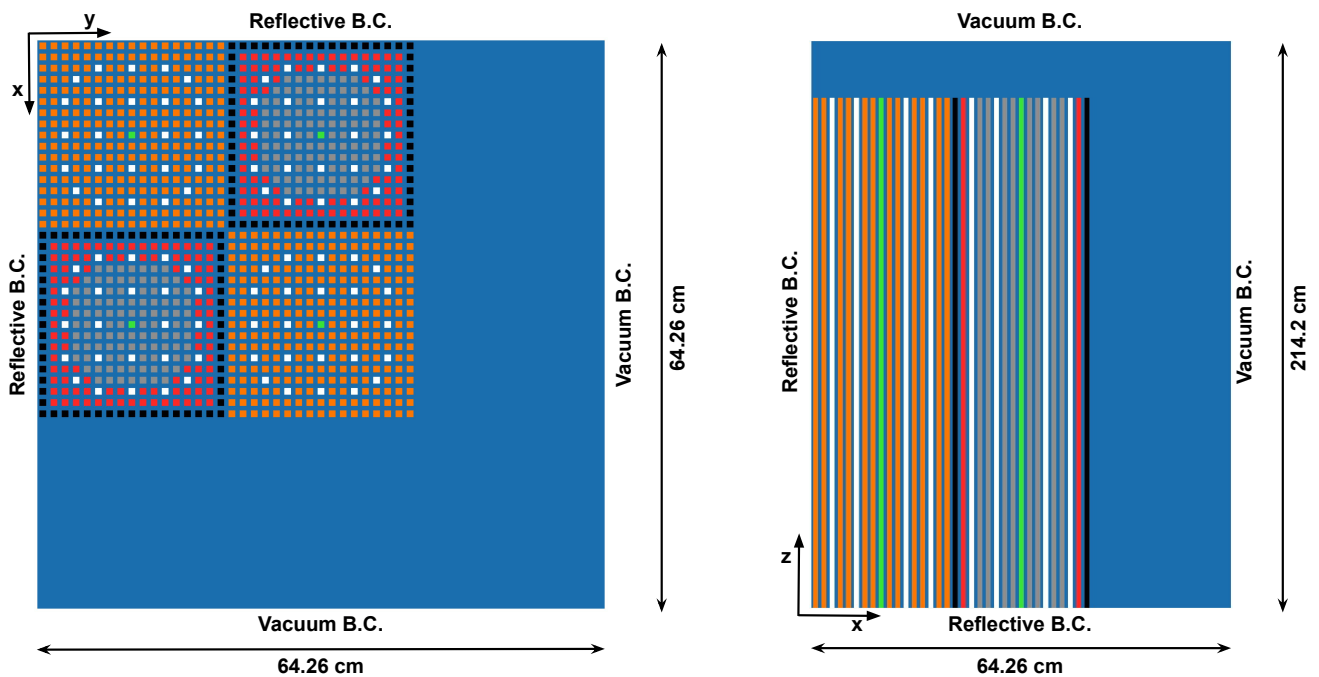 Reflective B.C.
y
x
Reflective B.C.
Vacuum B.C.
64.26 cm
Vacuum B.C.
64.26 cm
Vacuum B.C.
Reflective B.C.
Vacuum B.C.
214.2 cm
z
x
Reflective B.C.
64.26 cm